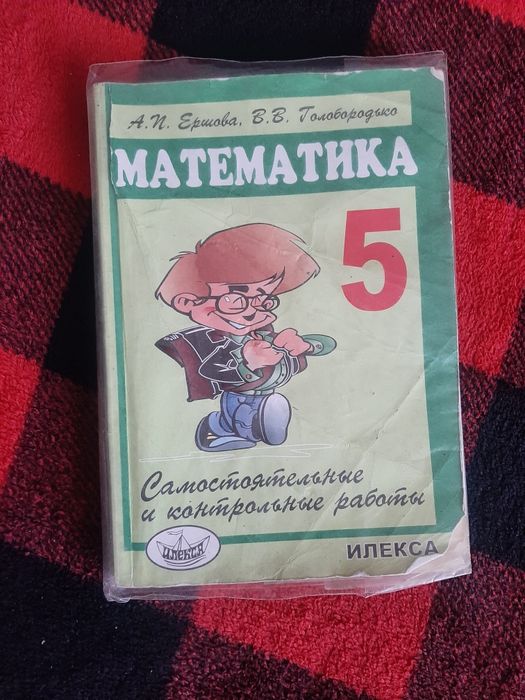 А.П. Ершова, В.В. Голобородько
МАТЕМАТИКА
5
Самостоятельные
и контрольные работы
ИЛЕКСА
ИЛЕКСА